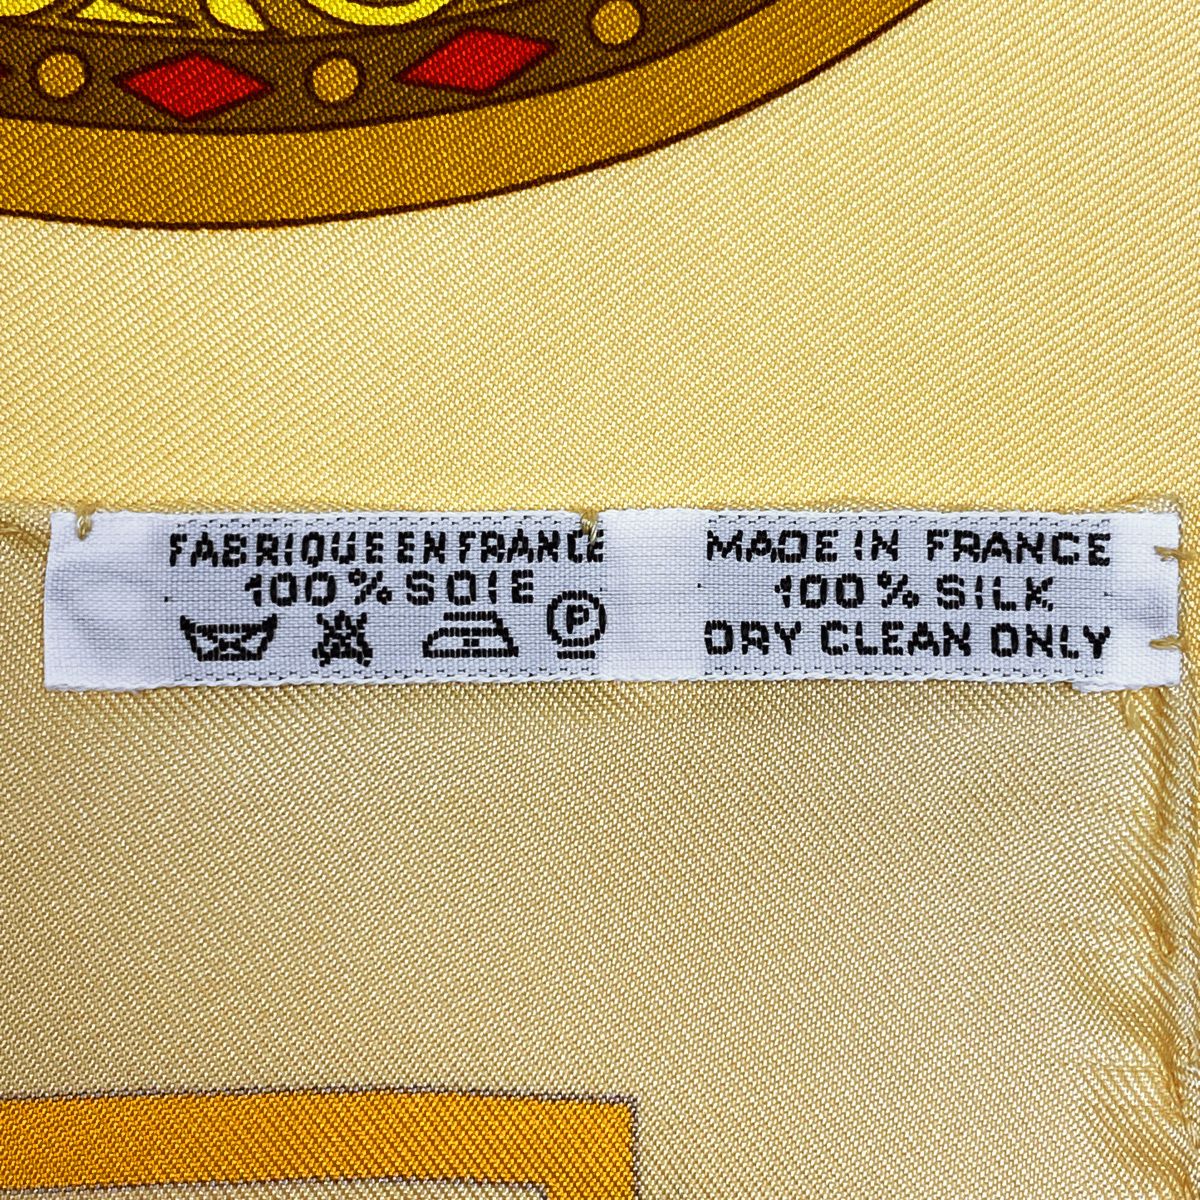 FABRIQUE EN FRANCE
100% SOIE
P
MADE IN FRANCE
100% SILK
DRY CLEAN ONLY